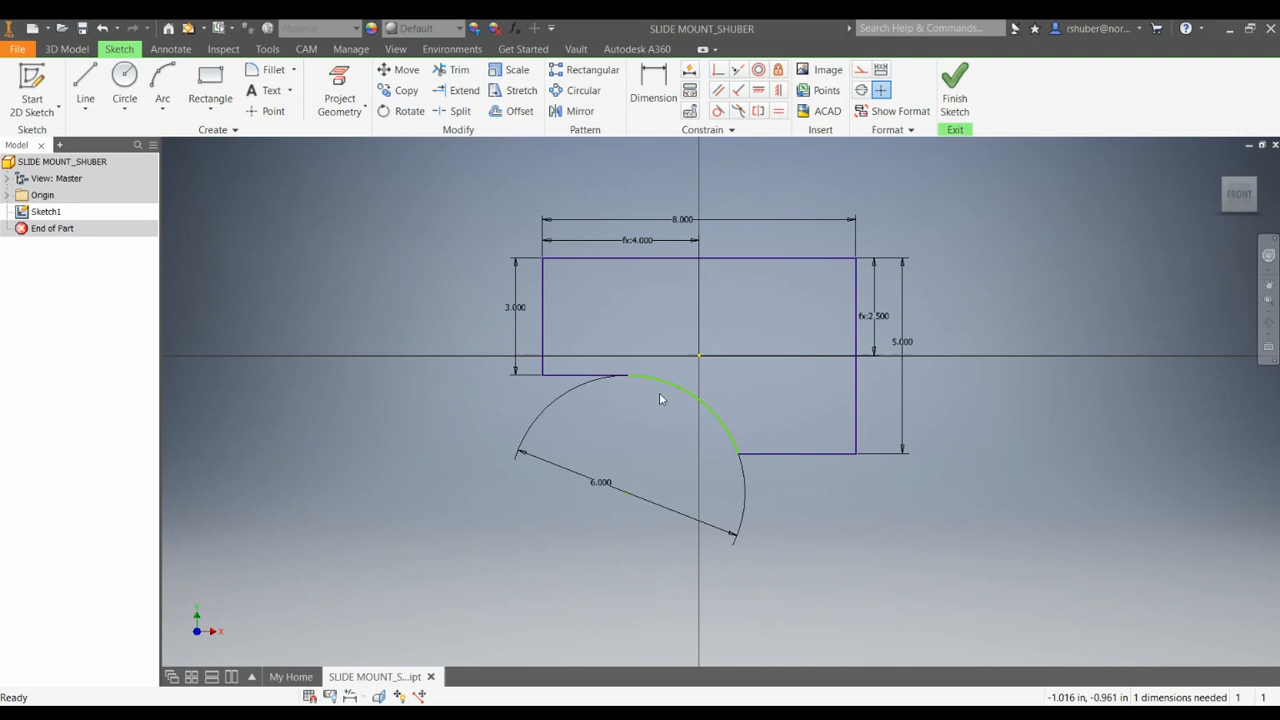 Material
Default
SLIDE MOUNT_SHUBER
Search Help & Commands...
rshuber@nor...
File
3D Model
Sketch
Annotate
Inspect
Tools
CAM
Manage
View
Environments
Get Started
Vault
Autodesk A360
Start
2D Sketch
Line
Circle
Arc
Rectangle
Fillet
Text
Point
Project
Geometry
Move
Copy
Rotate
Trim
Extend
Split
Scale
Stretch
Offset
Rectangular
Circular
Mirror
Dimension
Image
Points
ACAD
Show Format
Finish
Sketch
Sketch
Create
Modify
Pattern
Constrain
Insert
Format
Exit
Model
SLIDE MOUNT_SHUBER
View: Master
Origin
Sketch1
End of Part
FRONT
8.000
fx:4.000
3.000
fx:2.500
5.000
6.000
Y
X
My Home
SLIDE MOUNT_S...ipt
Ready
-1.016 in, -0.961 in
1 dimensions needed
1
1